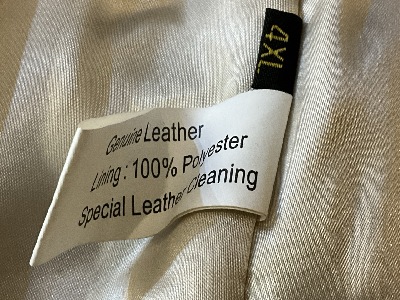 4XL
Genuine Leather
Lining : 100% Polyester
Special Leather Cleaning